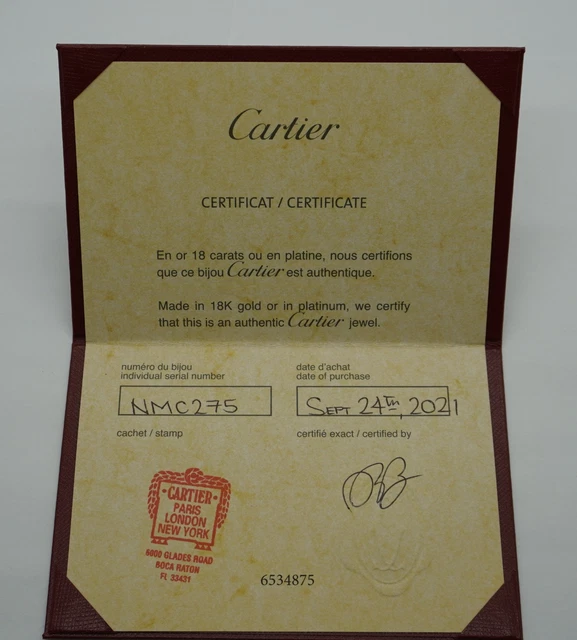 Cartier
CERTIFICAT / CERTIFICATE
En or 18 carats ou en platine, nous certifions
que ce bijou Cartier est authentique.
Made in 18K gold or in platinum, we certify
that this is an authentic Cartier jewel.
numéro du bijou
individual serial number
NMC275
date d'achat
date of purchase
SEPT 24TH, 2021
cachet / stamp
certifié exact / certified by
CARTIER
PARIS
LONDON
NEW YORK
6000 GLADES ROAD
BOCA RATON
Fl 33431
6534875